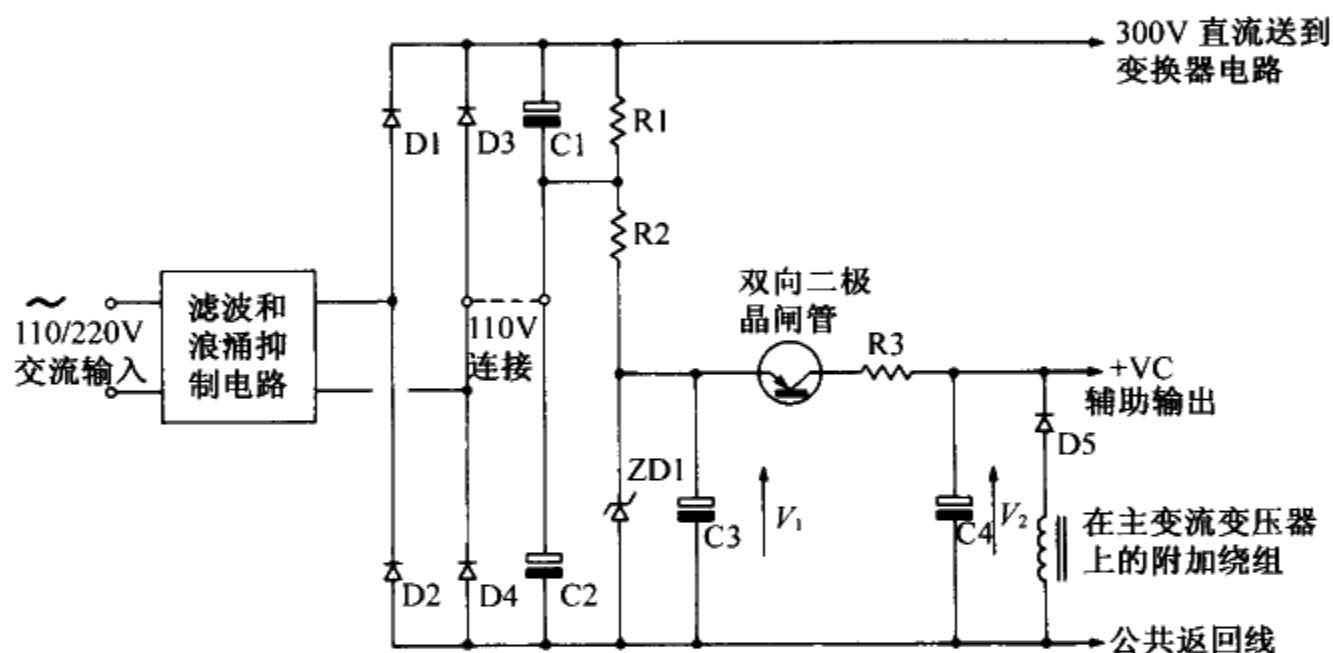 300V 直流送到
变换器电路
R1
D1
D3
C1
R2
双向二极
晶闸管
～
110/220V
交流输入
滤波和
浪涌抑
制电路
110V
连接
R3
+VC
辅助输出
D5
ZD1
V₁
V₂
C3
C4
在主变流变压器
上的附加绕组
D2
D4
C2
公共返回线